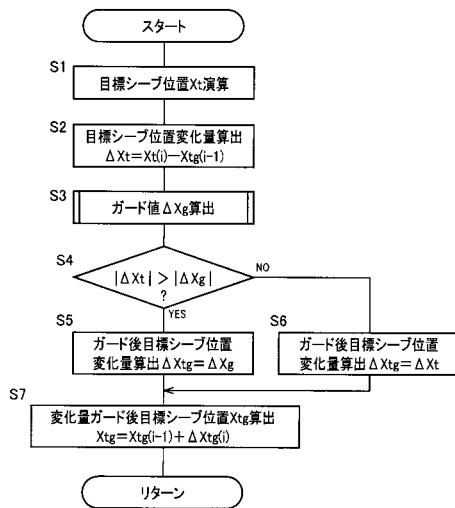 スタート
S1
目標シーブ位置Xt演算
S2
目標シーブ位置変化量算出
ΔXt=Xt(i)−Xtg(i-1)
S3
ガード値ΔXg算出
S4
|ΔXt|>|ΔXg|
?
NO
YES
S5
ガード後目標シーブ位置
変化量算出ΔXtg=ΔXg
S6
ガード後目標シーブ位置
変化量算出ΔXtg=ΔXt
S7
変化量ガード後目標シーブ位置Xtg算出
Xtg=Xtg(i-1)+ΔXtg(i)
リターン